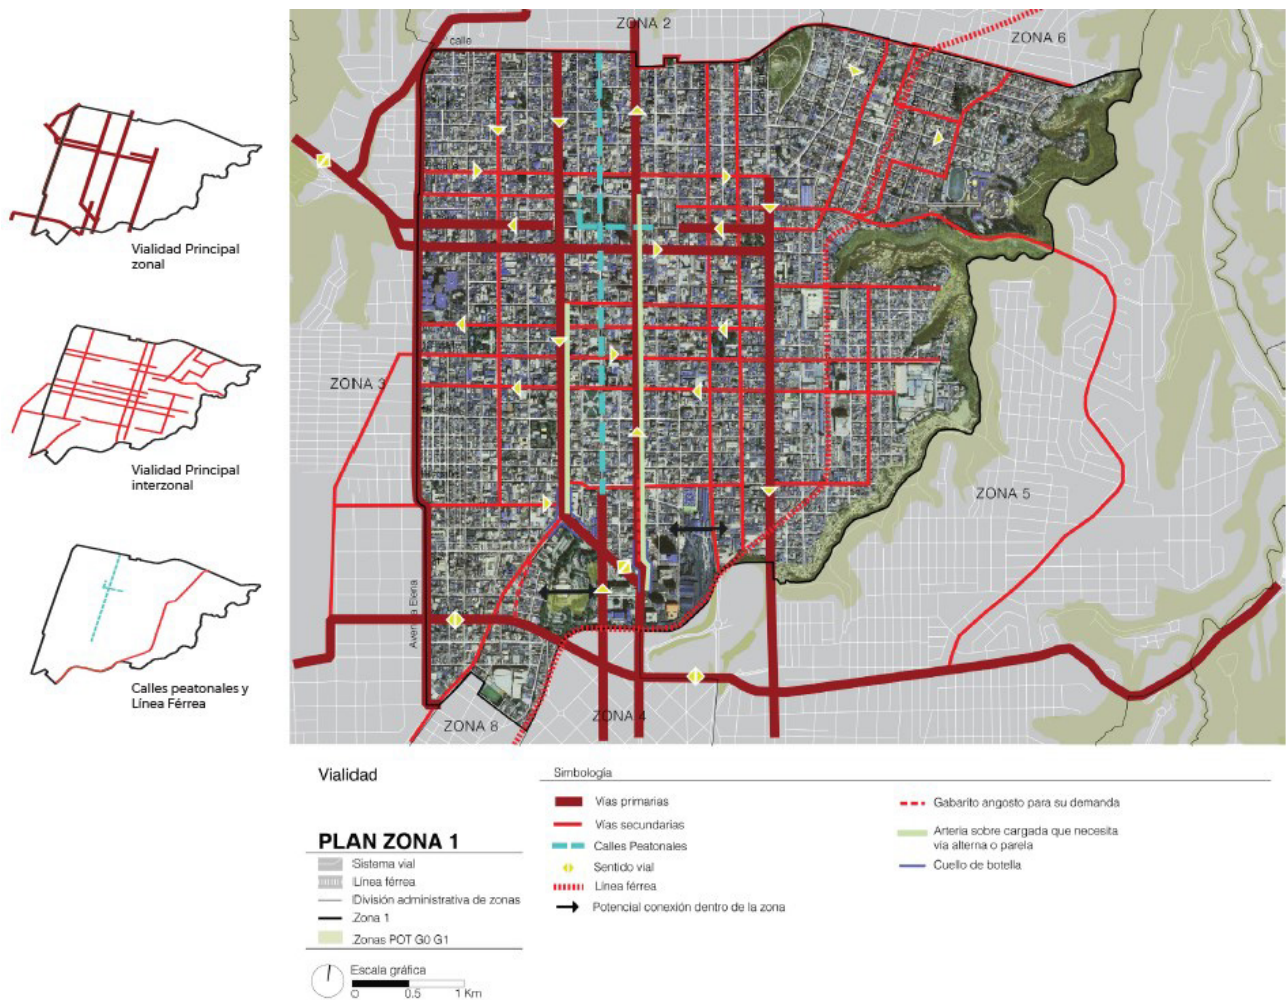 ZONA 2
calle
ZONA 6
Vialidad Principal
zonal
ZONA 3
Vialidad Principal
interzonal
ZONA 5
Avenida Elena
Calles peatonales y
Línea Férrea
ZONA 8
ZONA 4
Vialidad
PLAN ZONA 1
Sistema vial
Línea férrea
División administrativa de zonas
Zona 1
Zonas POT G0 G1
Escala gráfica
0 0.5 1 Km
Simbología
Vías primarias
Vías secundarias
Calles Peatonales
Sentido vial
Línea férrea
Potencial conexión dentro de la zona
Gabarito angosto para su demanda
Arteria sobre cargada que necesita
vía alterna o parela
Cuello de botella